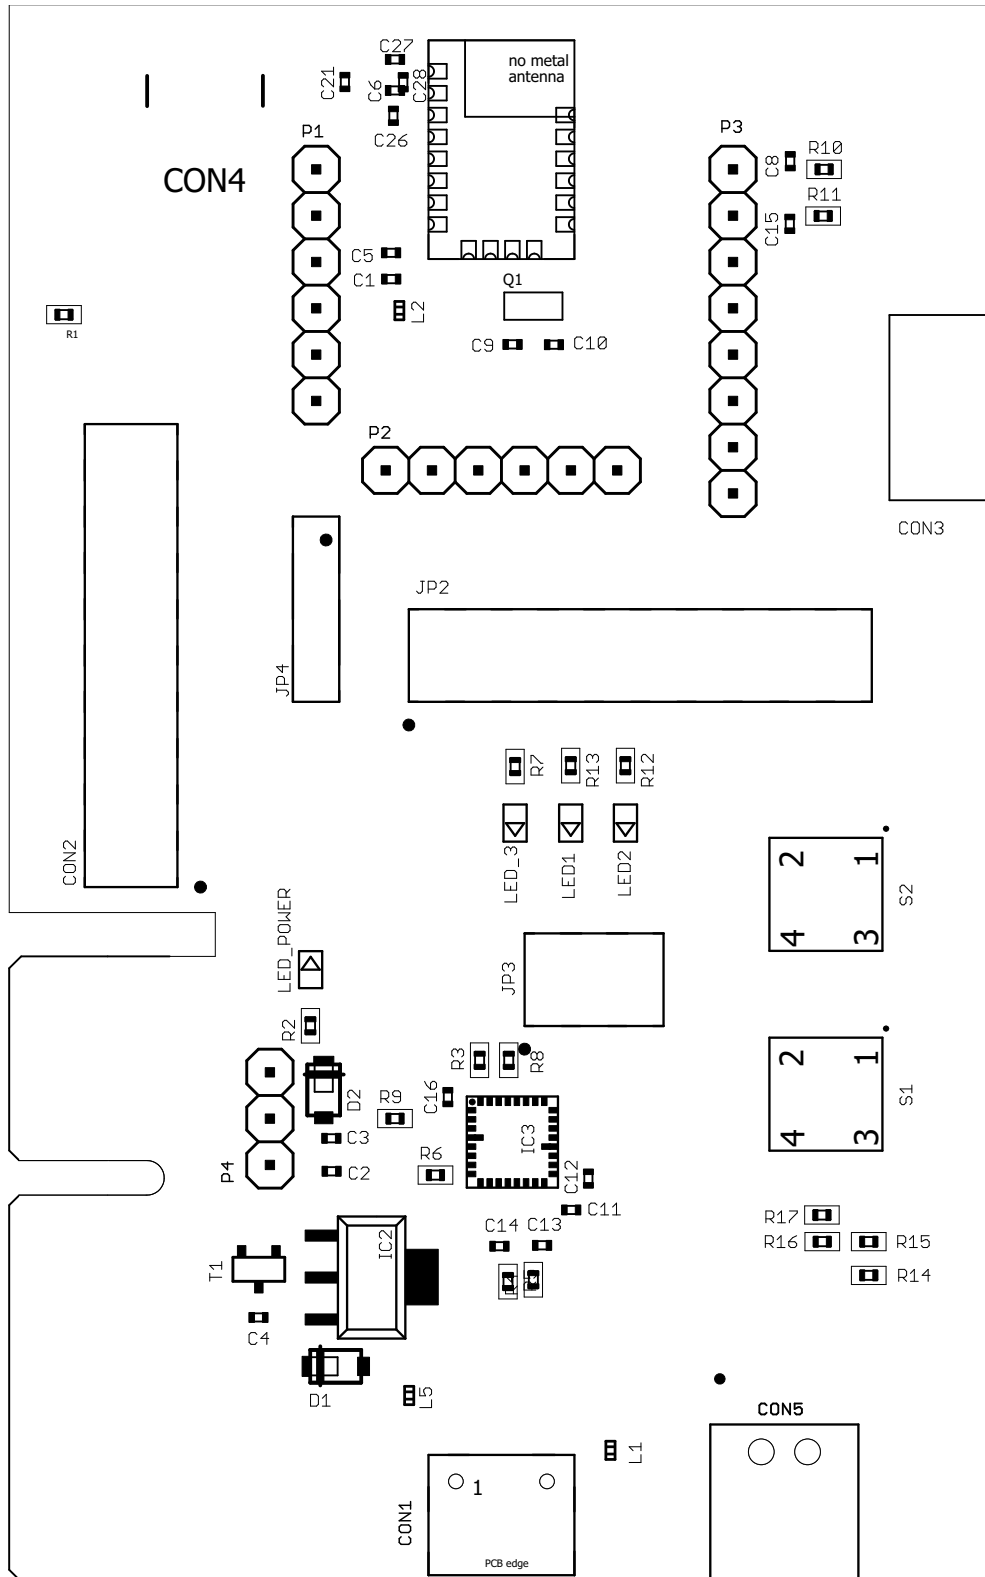 C27
no metal
antenna
C21
C6
C28
C26
P1
P3
C8
R10
CON4
R11
C15
C5
C1
Q1
L2
R1
C9
C10
P2
CON3
JP2
JP4
R7
R13
R12
CON2
LED_3
LED1
LED2
2
1
4
3
S2
LED_POWER
JP3
R2
R3
R8
2
1
4
3
S1
D2
R9
C16
IC3
C3
P4
C2
R6
C12
C11
R17
R16
R15
C14
C13
IC2
T1
R14
C4
D1
L5
CON5
L1
CON1
1
PCB edge